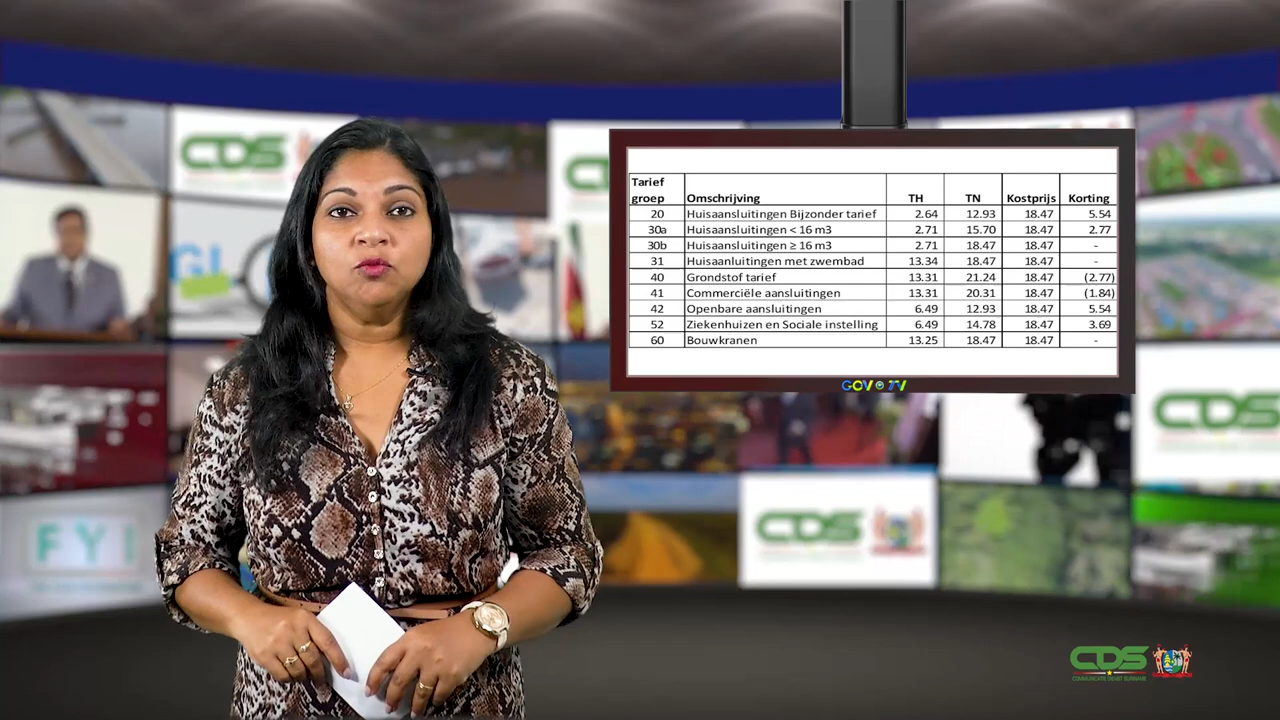 CDS
CDS
GI
Tarief groep Omschrijving TH TN Kostprijs Korting
20 Huisaansluitingen Bijzonder tarief 2.64 12.93 18.47 5.54
30a Huisaansluitingen < 16 m3 2.71 15.70 18.47 2.77
30b Huisaansluitingen ≥ 16 m3 2.71 18.47 18.47 -
31 Huisaanluitingen met zwembad 13.34 18.47 18.47 -
40 Grondstof tarief 13.31 21.24 18.47 (2.77)
41 Commerciële aansluitingen 13.31 20.31 18.47 (1.84)
42 Openbare aansluitingen 6.49 12.93 18.47 5.54
52 Ziekenhuizen en Sociale instelling 6.49 14.78 18.47 3.69
60 Bouwkranen 13.25 18.47 18.47 -
GOV TV
CDS
CDS
FYI
CDS
COMMUNICATIE DIENST SURINAME